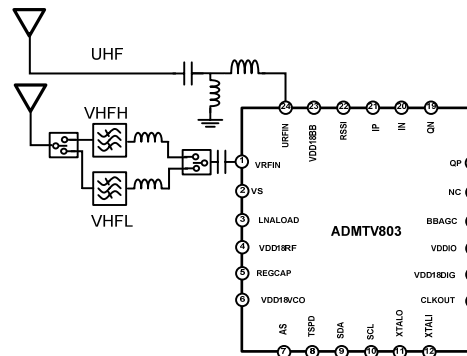 UHF
VHFH
VHFL
24
23
22
21
20
19
URFIN
VDD18BB
RSSI
IP
IN
QN
1
VRFIN
2
VS
3
LNALOAD
4
VDD18RF
5
REGCAP
6
VDD18VCO
ADMTV803
QP
NC
BBAGC
VDDIO
VDD18DIG
CLKOUT
AS
TSPD
SDA
SCL
XTALO
XTALI
7
8
9
10
11
12